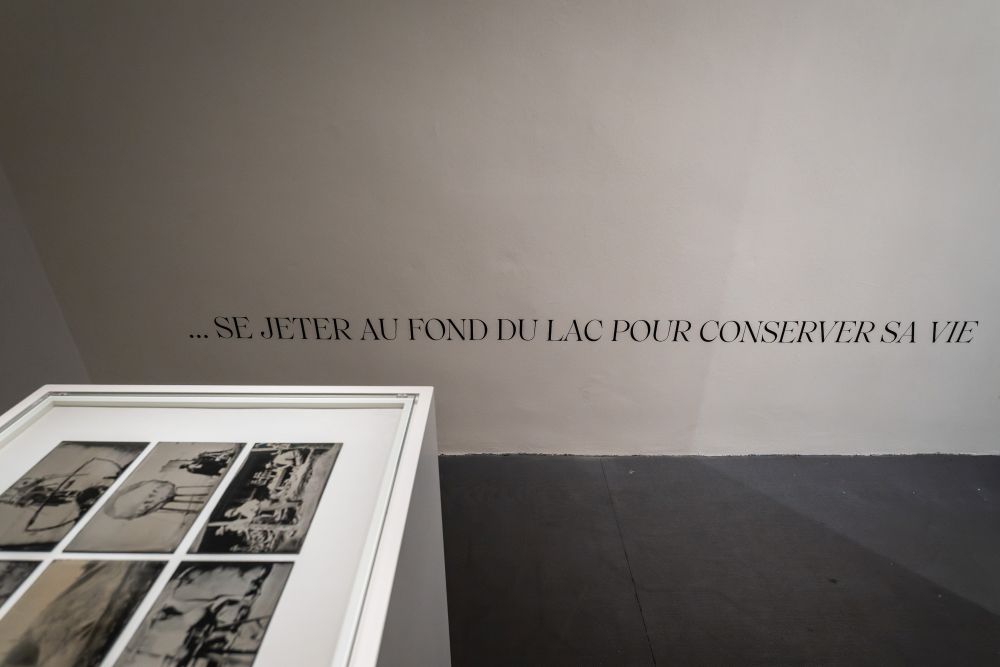 ... SE JETER AU FOND DU LAC POUR CONSERVER SA VIE